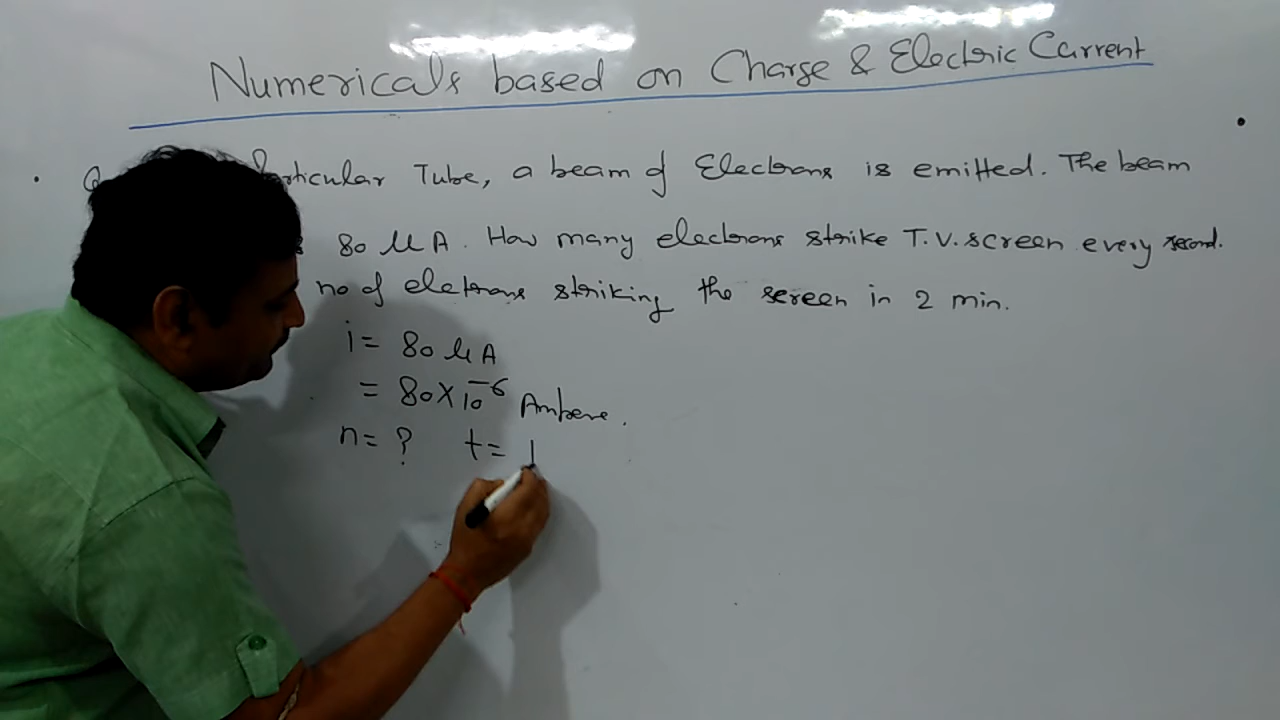 Numericals based on Charge & Electric Current
Tube, a beam of Electrons is emitted. The beam
80 μA. How many electrons strike T.V. screen every second.
no of eletrons striking the screen in 2 min.
i = 80 μA
= 80 × 10⁻⁶ Ampere.
n = ? t = 1